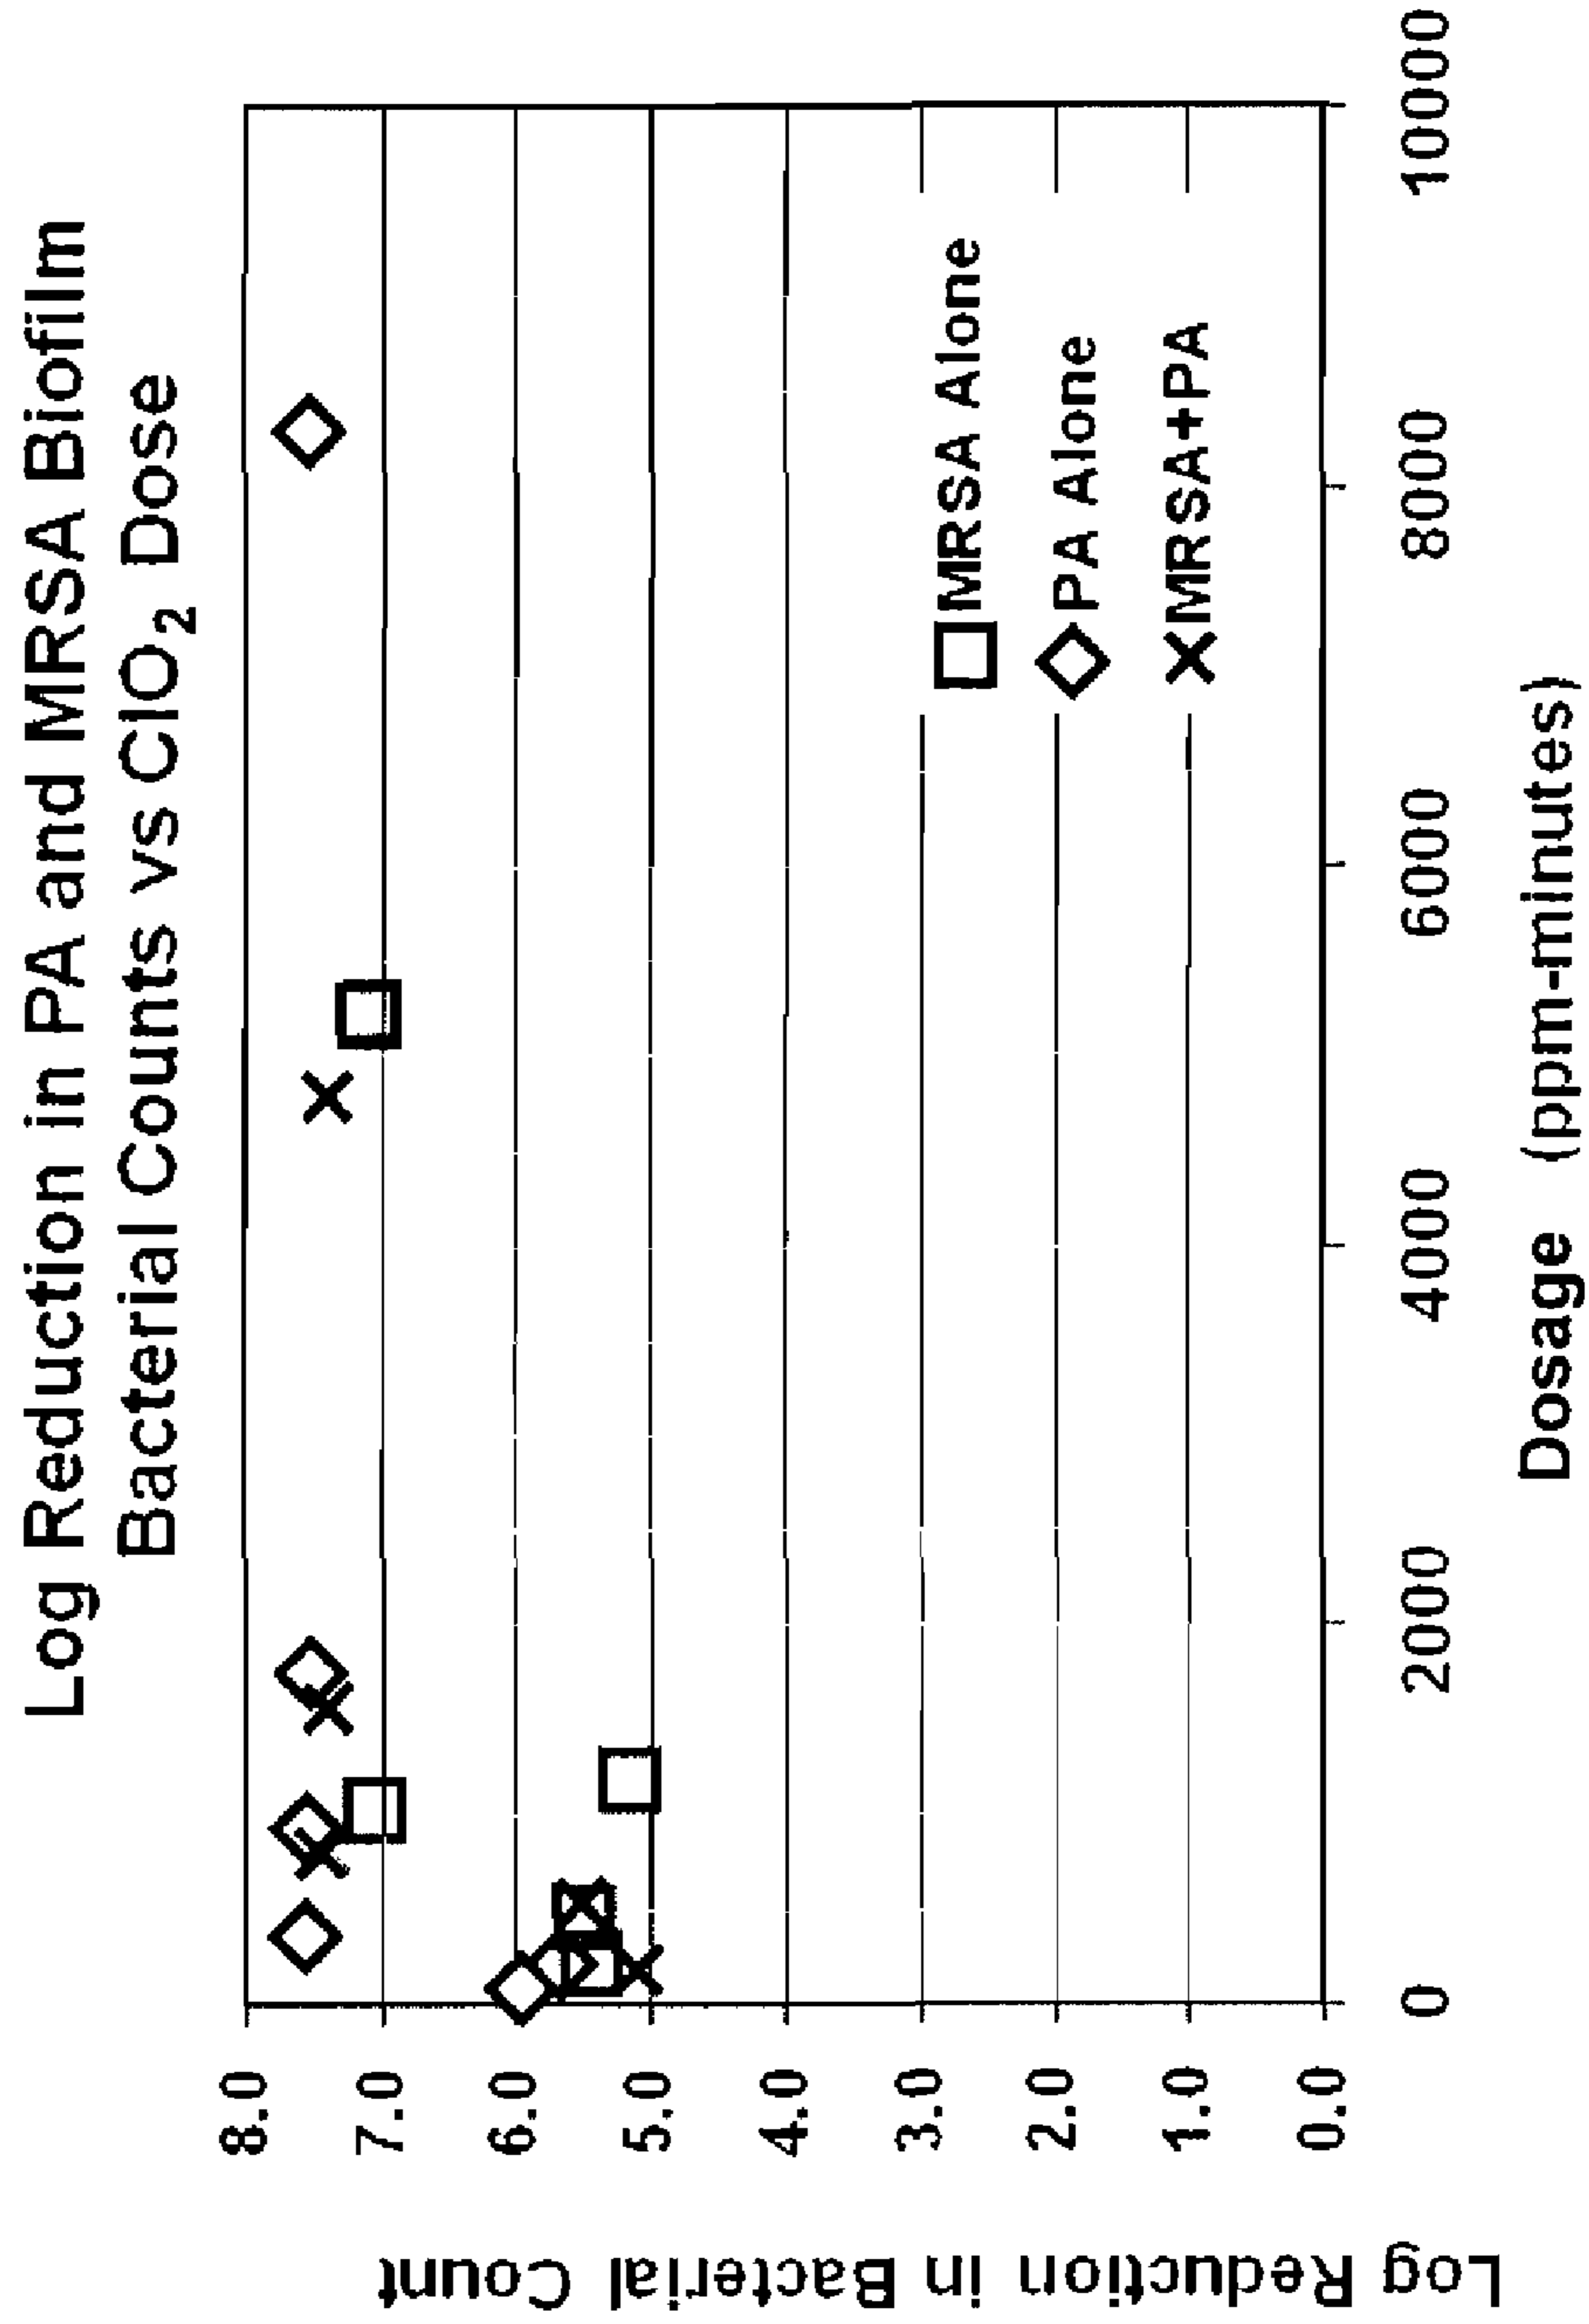 Log Reduction in PA and MRSA Biofilm
Bacterial Counts vs ClO₂ Dose
Log Reduction in Bacterial Count
8.0
7.0
6.0
5.0
4.0
3.0
2.0
1.0
0.0
MRSA Alone
PA Alone
MRSA+PA
0 2000 4000 6000 8000 10000
Dosage (ppm-minutes)